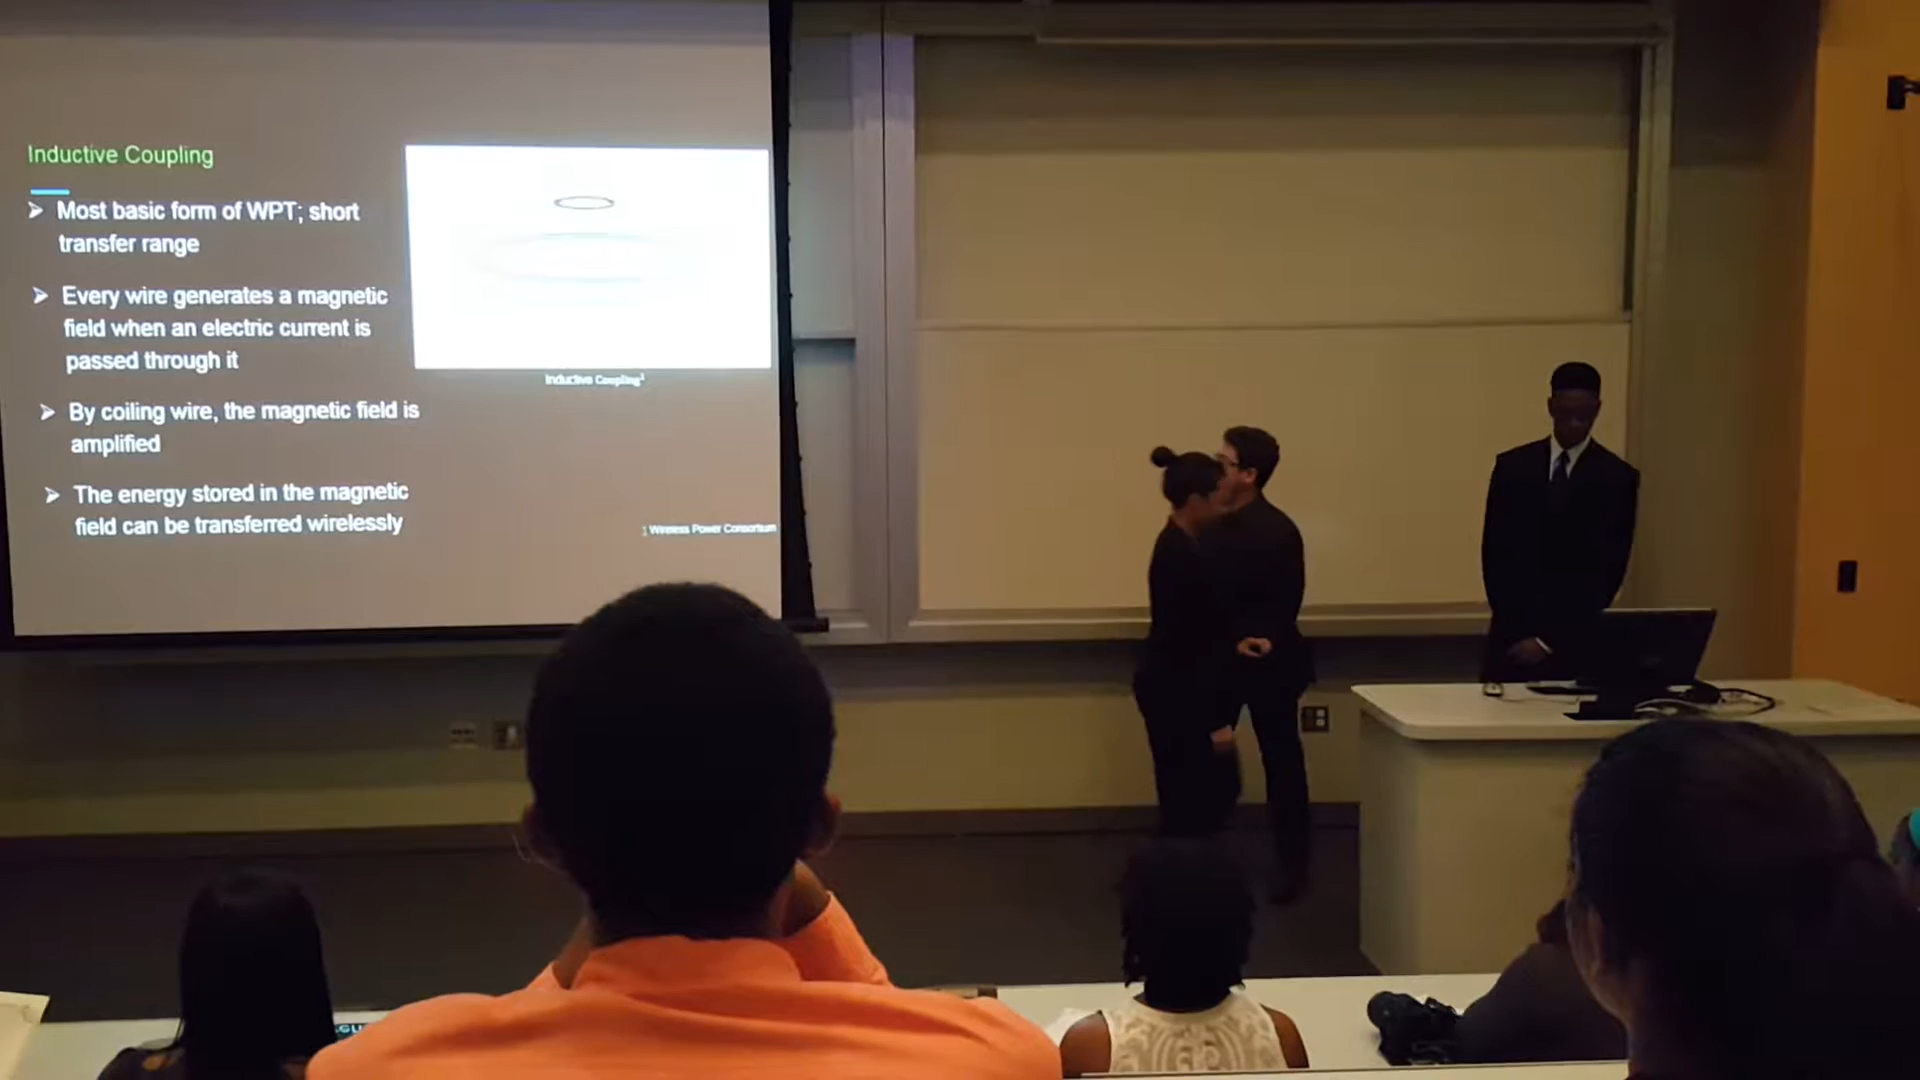 Inductive Coupling
➤ Most basic form of WPT; short
transfer range
➤ Every wire generates a magnetic
field when an electric current is
passed through it
➤ By coiling wire, the magnetic field is
amplified
➤ The energy stored in the magnetic
field can be transferred wirelessly
Inductive Coupling¹
1 Wireless Power Consortium